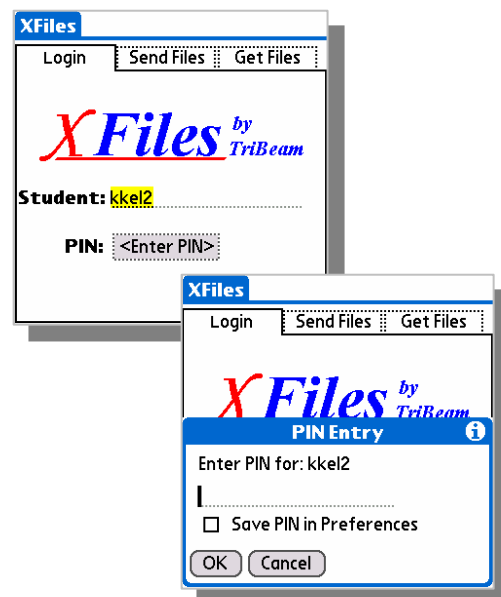 XFiles
Login Send Files Get Files
XFiles by
TriBeam
Student: kkel2
PIN: <Enter PIN>
XFiles
Login Send Files Get Files
XFiles by
TriBeam
PIN Entry i
Enter PIN for: kkel2
Save PIN in Preferences
OK Cancel